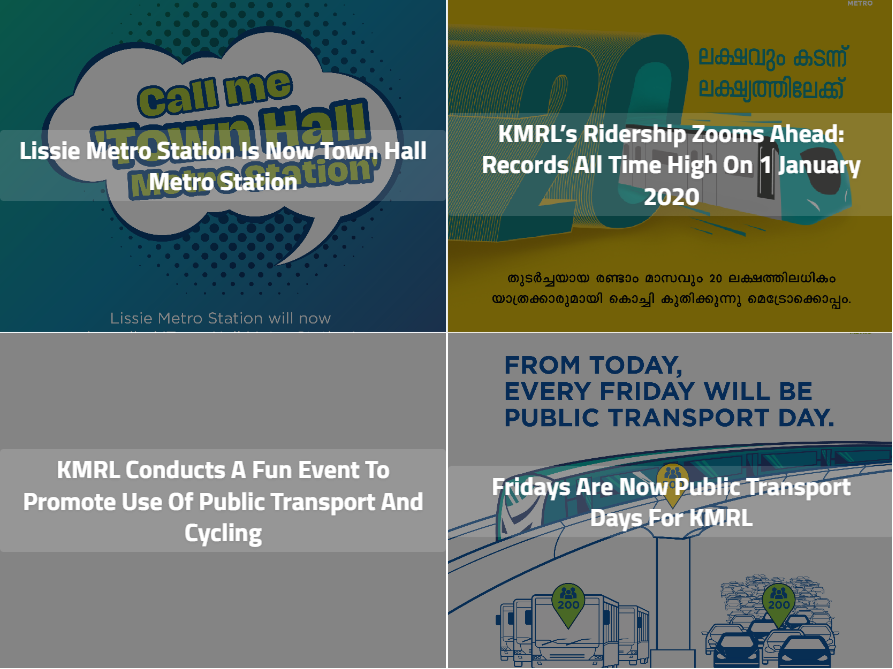 Call me
'Town Hall
Metro Station'
Lissie Metro Station Is Now Town Hall
Metro Station
Lissie Metro Station will now
METRO
20
ലക്ഷവും കടന്ന്
ലക്ഷ്യത്തിലേക്ക്
KMRL’s Ridership Zooms Ahead:
Records All Time High On 1 January
2020
തുടർച്ചയായ രണ്ടാം മാസവും 20 ലക്ഷത്തിലധികം
യാത്രക്കാരുമായി കൊച്ചി കുതിക്കുന്നു മെട്രോക്കൊപ്പം.
KMRL Conducts A Fun Event To
Promote Use Of Public Transport And
Cycling
FROM TODAY,
EVERY FRIDAY WILL BE
PUBLIC TRANSPORT DAY.
Fridays Are Now Public Transport
Days For KMRL
200
200